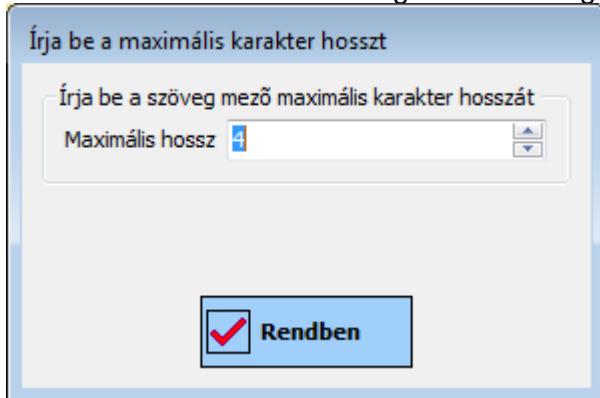 Írja be a maximális karakter hosszt
Írja be a szöveg mezõ maximális karakter hosszát
Maximális hossz 4
Rendben